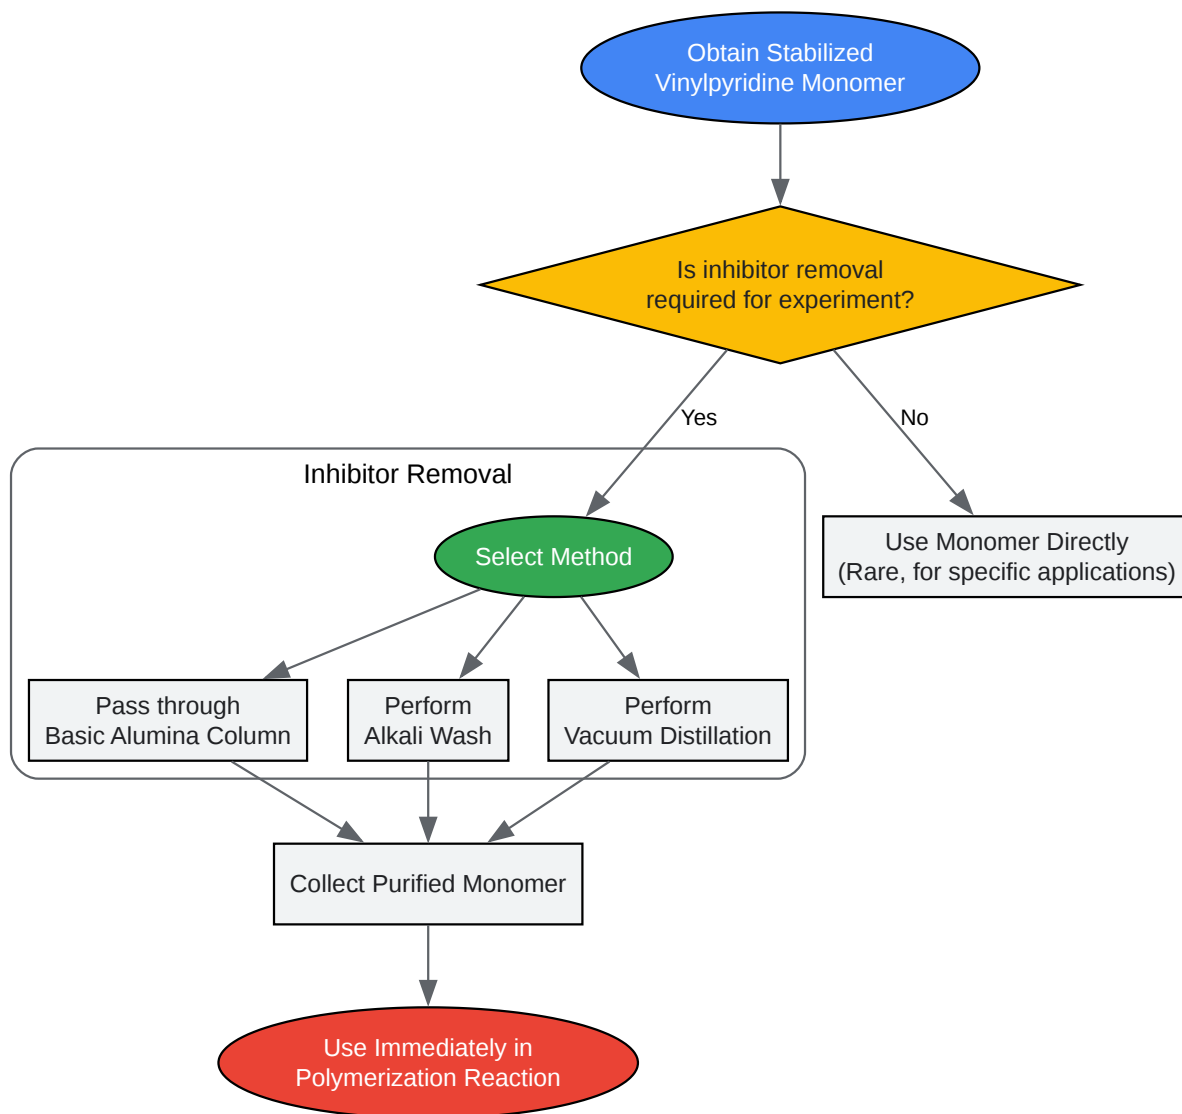 Obtain Stabilized
Vinylpyridine Monomer
Is inhibitor removal
required for experiment?
Yes
No
Inhibitor Removal
Select Method
Use Monomer Directly
(Rare, for specific applications)
Pass through
Basic Alumina Column
Perform
Alkali Wash
Perform
Vacuum Distillation
Collect Purified Monomer
Use Immediately in
Polymerization Reaction